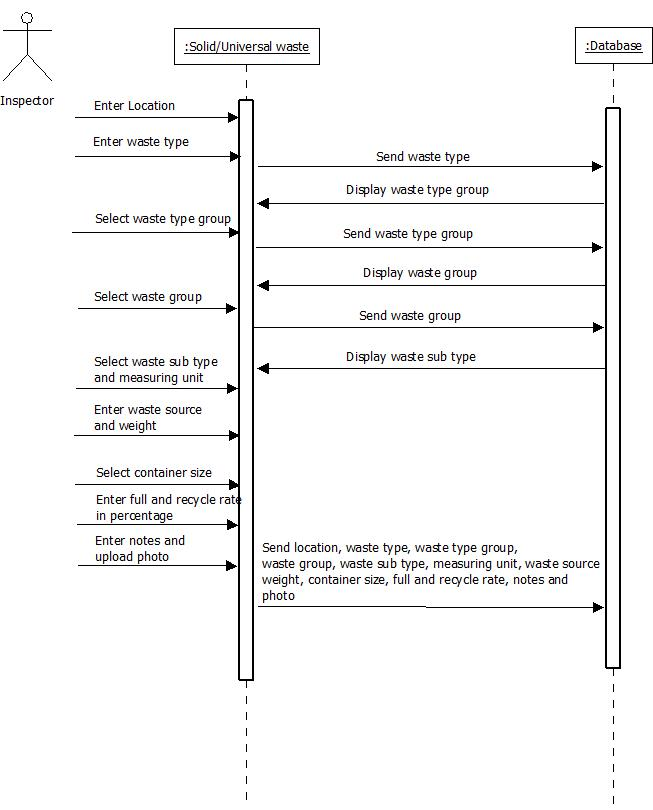 :Solid/Universal waste
:Database
Inspector
Enter Location
Enter waste type
Send waste type
Display waste type group
Select waste type group
Send waste type group
Display waste group
Select waste group
Send waste group
Display waste sub type
Select waste sub type
and measuring unit
Enter waste source
and weight
Select container size
Enter full and recycle rate
in percentage
Enter notes and
upload photo
Send location, waste type, waste type group,
waste group, waste sub type, measuring unit, waste source
weight, container size, full and recycle rate, notes and
photo